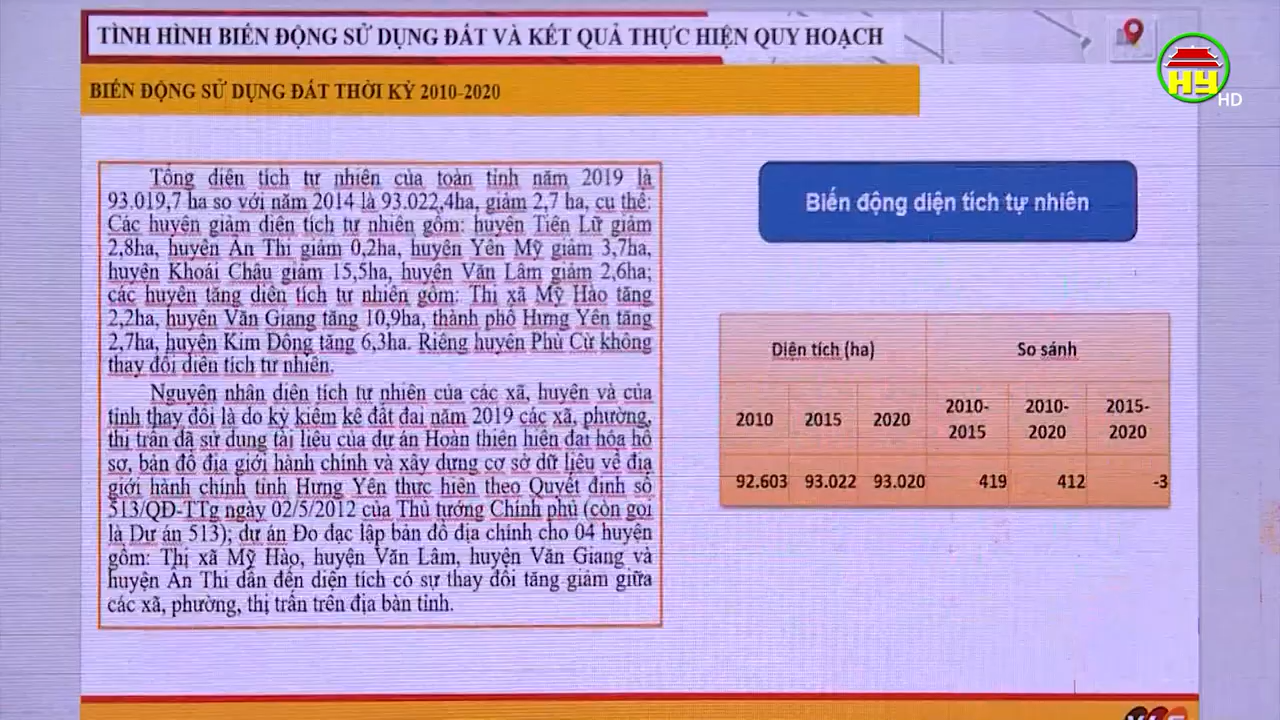 TÌNH HÌNH BIẾN ĐỘNG SỬ DỤNG ĐẤT VÀ KẾT QUẢ THỰC HIỆN QUY HOẠCH
HY
HD
BIẾN ĐỘNG SỬ DỤNG ĐẤT THỜI KỲ 2010-2020
Tổng diện tích tự nhiên của toàn tỉnh năm 2019 là
93.019,7 ha so với năm 2014 là 93.022,4ha, giảm 2,7 ha, cụ thể:
Các huyện giảm diện tích tự nhiên gồm: huyện Tiên Lữ giảm
2,8ha, huyện Ân Thi giảm 0,2ha, huyện Yên Mỹ giảm 3,7ha,
huyện Khoái Châu giảm 15,5ha, huyện Văn Lâm giảm 2,6ha;
các huyện tăng diện tích tự nhiên gồm: Thị xã Mỹ Hào tăng
2,2ha, huyện Văn Giang tăng 10,9ha, thành phố Hưng Yên tăng
2,7ha, huyện Kim Động tăng 6,3ha. Riêng huyện Phù Cừ không
thay đổi diện tích tự nhiên.
Nguyên nhân diện tích tự nhiên của các xã, huyện và của
tỉnh thay đổi là do kỳ kiểm kê đất đai năm 2019 các xã, phường,
thị trấn đã sử dụng tài liệu của dự án Hoàn thiện hiện đại hóa hồ
sơ, bản đồ địa giới hành chính và xây dựng cơ sở dữ liệu về địa
giới hành chính tỉnh Hưng Yên thực hiện theo Quyết định số
513/QĐ-TTg ngày 02/5/2012 của Thủ tướng Chính phủ (còn gọi
là Dự án 513); dự án Đo đạc lập bản đồ địa chính cho 04 huyện
gồm: Thị xã Mỹ Hào, huyện Văn Lâm, huyện Văn Giang và
huyện Ân Thi dẫn đến diện tích có sự thay đổi tăng giảm giữa
các xã, phường, thị trấn trên địa bàn tỉnh.
Biến động diện tích tự nhiên
Diện tích (ha) So sánh
2010 2015 2020 2010-2015 2010-2020 2015-2020
92.603 93.022 93.020 419 412 -3